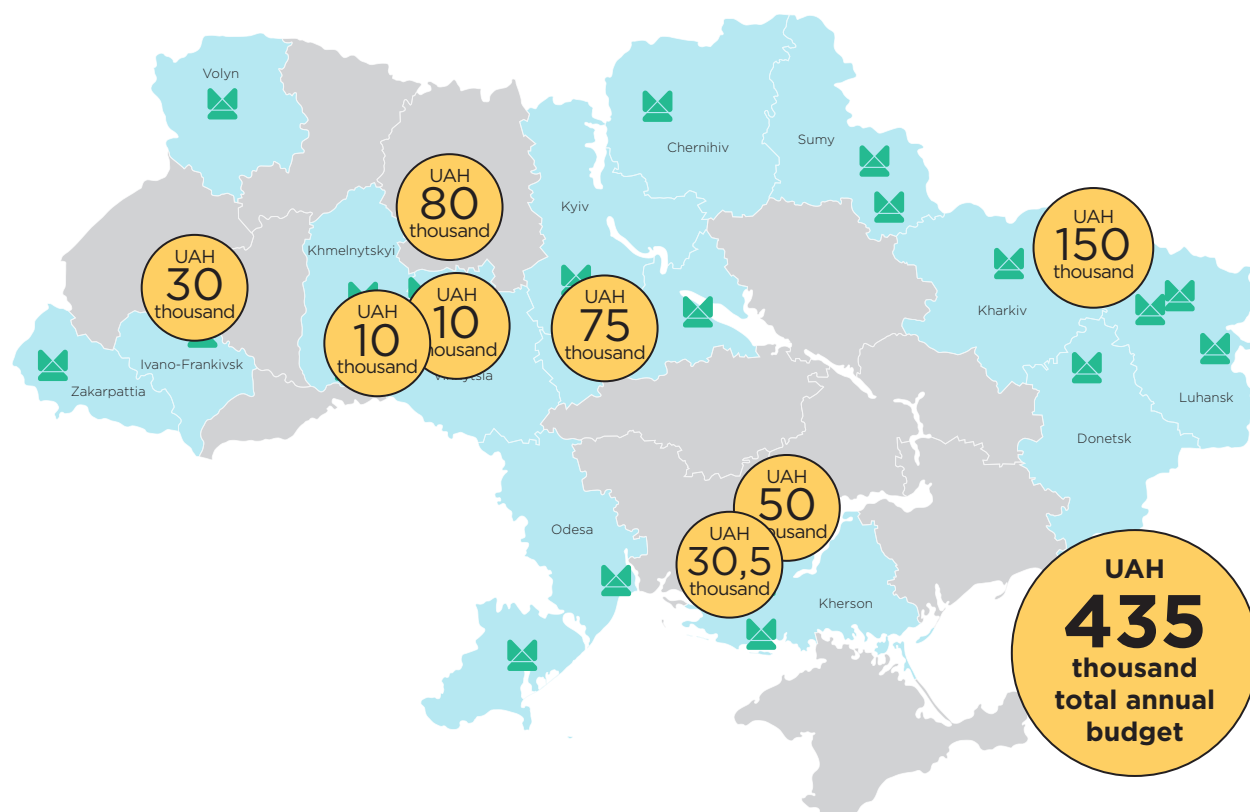 Volyn
Chernihiv
Sumy
UAH
80
thousand
Kyiv
Khmelnytskyi
UAH
150
thousand
UAH
30
thousand
UAH
10
thousand
UAH
10
UAH
75
thousand
Kharkiv
Ivano-Frankivsk
Zakarpattia
Luhansk
Donetsk
UAH
50
UAH
30,5
thousand
Odesa
Kherson
UAH
435
thousand
total annual
budget